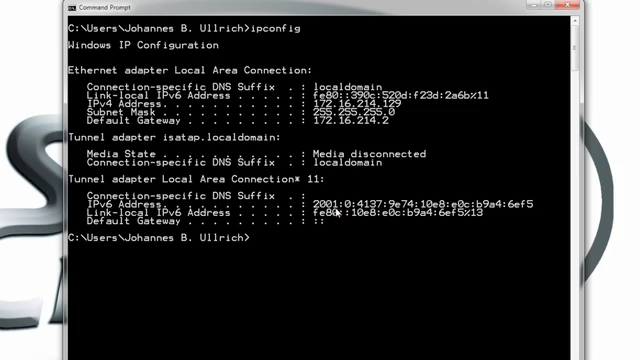 Command Prompt
C:\Users\Johannes B. Ullrich>ipconfig
Windows IP Configuration
Ethernet adapter Local Area Connection:
Connection-specific DNS Suffix . : localdomain
Link-local IPv6 Address . . . . . : fe80::390c:520d:f23d:2a6b%11
IPv4 Address. . . . . . . . . . . : 172.16.214.129
Subnet Mask . . . . . . . . . . . : 255.255.255.0
Default Gateway . . . . . . . . . : 172.16.214.2
Tunnel adapter isatap.localdomain:
Media State . . . . . . . . . . . : Media disconnected
Connection-specific DNS Suffix . : localdomain
Tunnel adapter Local Area Connection* 11:
Connection-specific DNS Suffix . :
IPv6 Address. . . . . . . . . . . : 2001:0:4137:9e74:10e8:e0c:b9a4:6ef5
Link-local IPv6 Address . . . . . : fe80::10e8:e0c:b9a4:6ef5%13
Default Gateway . . . . . . . . . : ::
C:\Users\Johannes B. Ullrich>